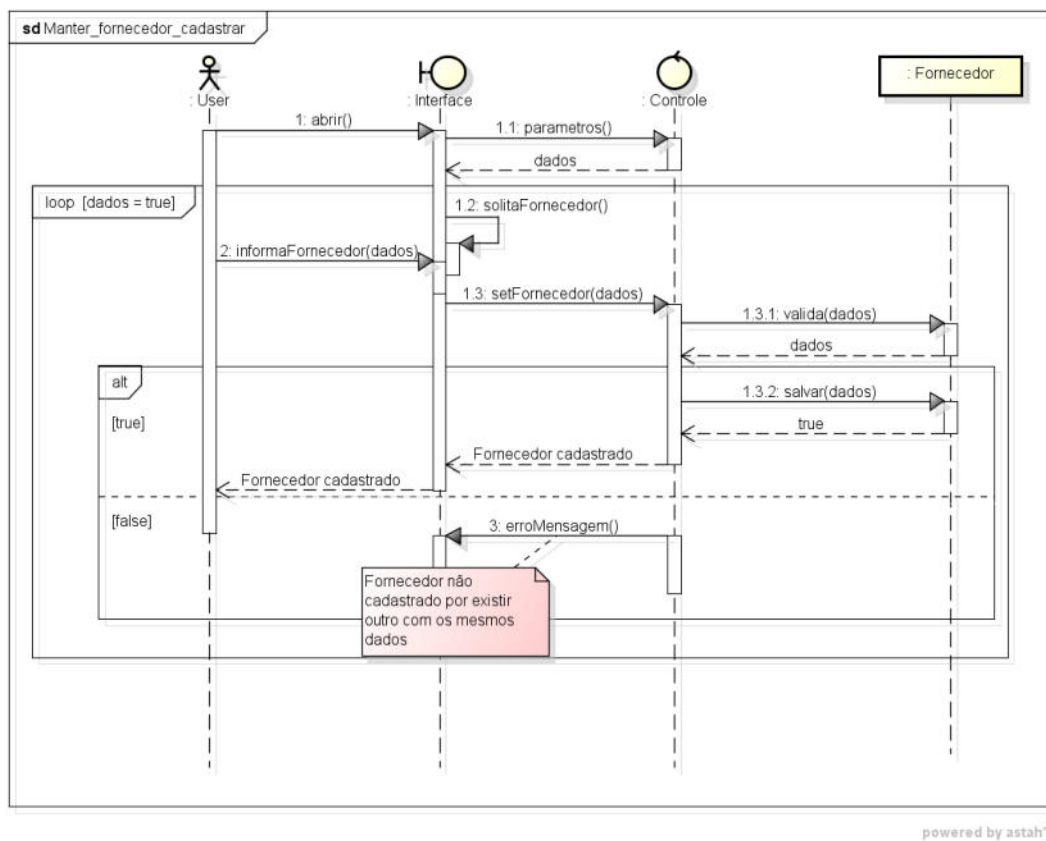 sd Manter_fornecedor_cadastrar
: User
: Interface
: Controle
: Fornecedor
1: abrir()
1.1: parametros()
dados
loop [dados = true]
1.2: solitaFornecedor()
2: informaFornecedor(dados)
1.3: setFornecedor(dados)
1.3.1: valida(dados)
dados
alt
1.3.2: salvar(dados)
[true]
true
Fornecedor cadastrado
Fornecedor cadastrado
[false]
3: erroMensagem()
Fornecedor não
cadastrado por existir
outro com os mesmos
dados
powered by astah*